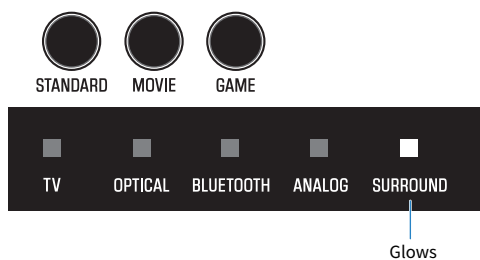 STANDARD MOVIE GAME
TV OPTICAL BLUETOOTH ANALOG SURROUND
Glows